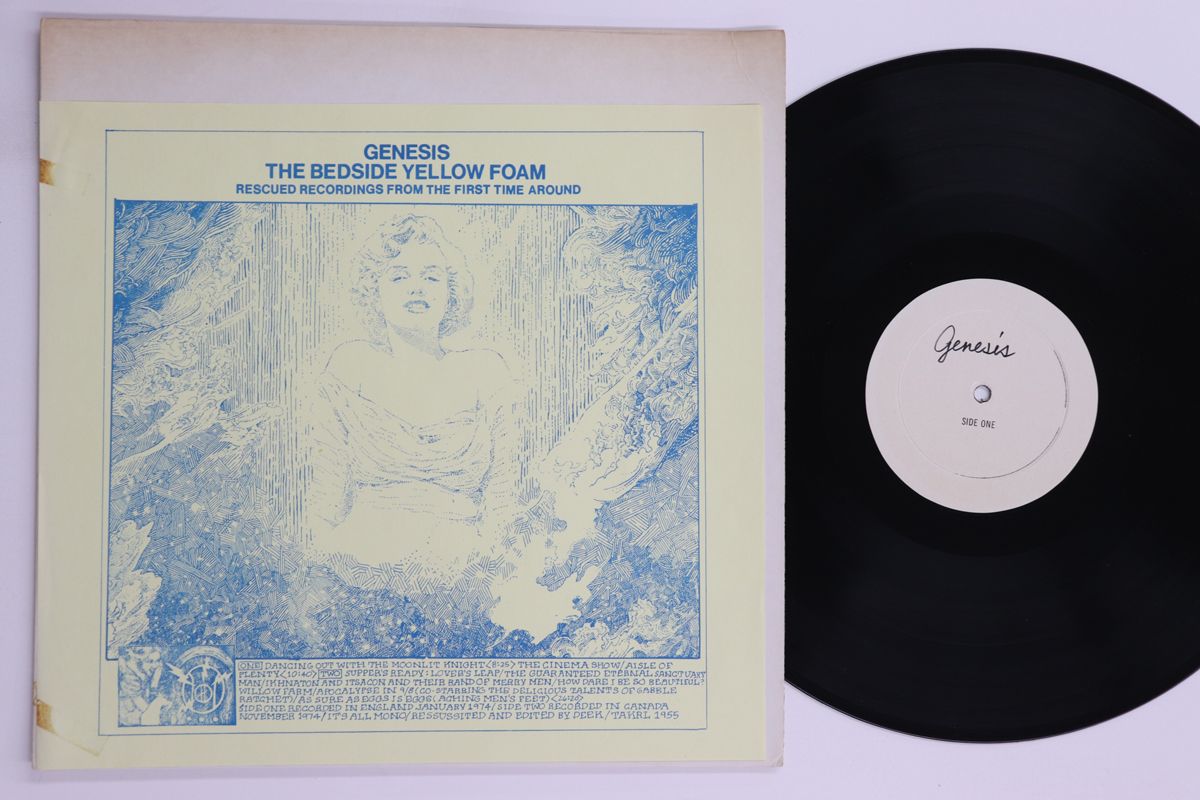 GENESIS
THE BEDSIDE YELLOW FOAM
RESCUED RECORDINGS FROM THE FIRST TIME AROUND
ONE DANCING OUT WITH THE MOONLIT KNIGHT <8:25> THE CINEMA SHOW/AISLE OF
PLENTY <10:40> TWO SUPPER'S READY: LOVER'S LEAP/THE GUARANTEED ETERNAL SANCTUARY
MAN/IKHNATON AND ITSACON AND THEIR BAND OF MERRY MEN/HOW DARE I BE SO BEAUTIFUL?
WILLOW FARM/APOCALYPSE IN 9/8 (CO-STARRING THE DELICIOUS TALENTS OF GABBLE
RATCHET)/AS SURE AS EGGS IS EGGS (ACHING MEN'S FEET)
SIDE ONE RECORDED IN ENGLAND JANUARY 1974/SIDE TWO RECORDED IN CANADA
NOVEMBER 1974/ITS ALL MONO/RESSUSITED AND EDITED BY DEEK/TAKRL 1955
Genesis
SIDE ONE